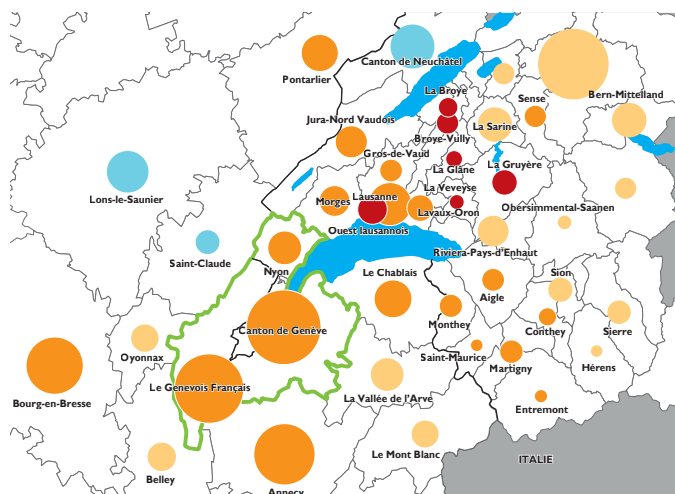 Canton de Neuchâtel
Pontarlier
La Broye
Bern-Mittelland
Sense
Jura-Nord Vaudois
La Sarine
Broye-Vully
Gros-de-Vaud
La Glâne
La Gruyère
Lons-le-Saunier
La Veveyse
Lausanne
Morges
Obersimmental-Saanen
Lavaux-Oron
Ouest lausannois
Riviera-Pays-d'Enhaut
Saint-Claude
Nyon
Le Chablais
Sion
Aigle
Canton de Genève
Monthey
Conthey
Sierre
Oyonnax
Saint-Maurice
Hérens
Martigny
Le Genevois Français
Bourg-en-Bresse
La Vallée de l'Arve
Entremont
Le Mont Blanc
ITALIE
Belley
Annecy